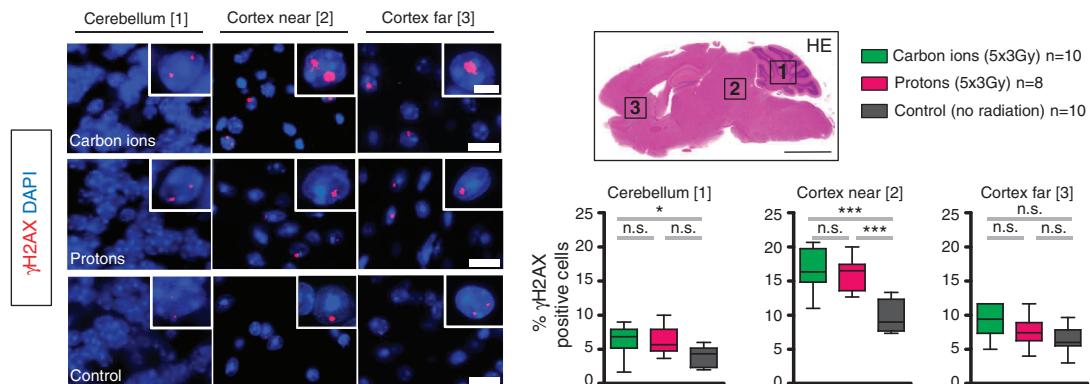 Cerebellum [1] Cortex near [2] Cortex far [3]
γH2AX DAPI
Carbon ions
Protons
Control
HE
1
2
3
Carbon ions (5x3Gy) n=10
Protons (5x3Gy) n=8
Control (no radiation) n=10
% γH2AX
positive cells
Cerebellum [1]
*
n.s. n.s.
25
20
15
10
5
0
Cortex near [2]
***
n.s. ***
25
20
15
10
5
0
Cortex far [3]
n.s.
n.s. n.s.
25
20
15
10
5
0